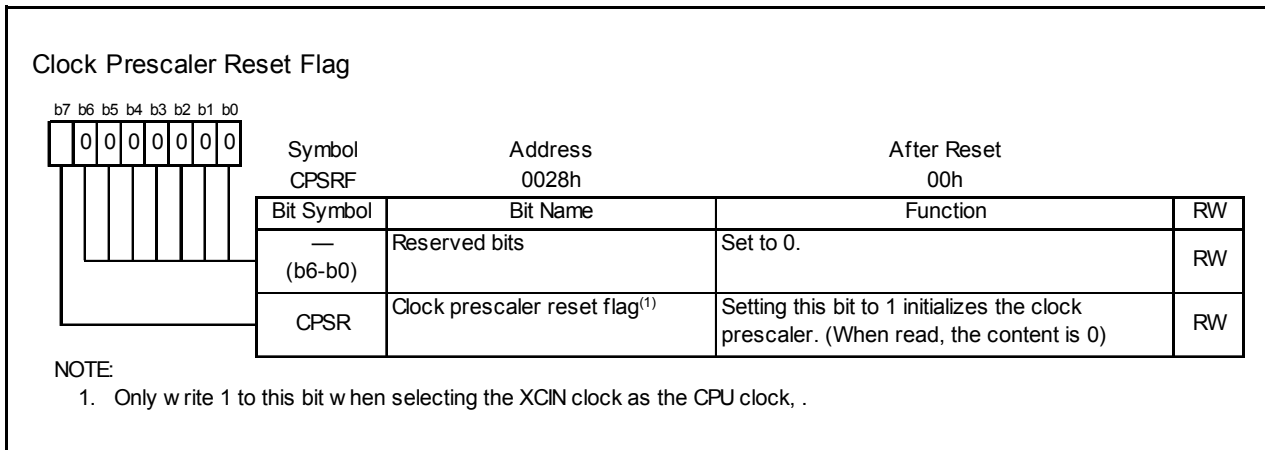 Clock Prescaler Reset Flag
b7 b6 b5 b4 b3 b2 b1 b0
0 0 0 0 0 0 0
Symbol Address After Reset
CPSRF 0028h 00h
Bit Symbol Bit Name Function RW
— (b6-b0) Reserved bits Set to 0. RW
CPSR Clock prescaler reset flag(1) Setting this bit to 1 initializes the clock
prescaler. (When read, the content is 0) RW
NOTE:
1. Only w rite 1 to this bit w hen selecting the XCIN clock as the CPU clock, .